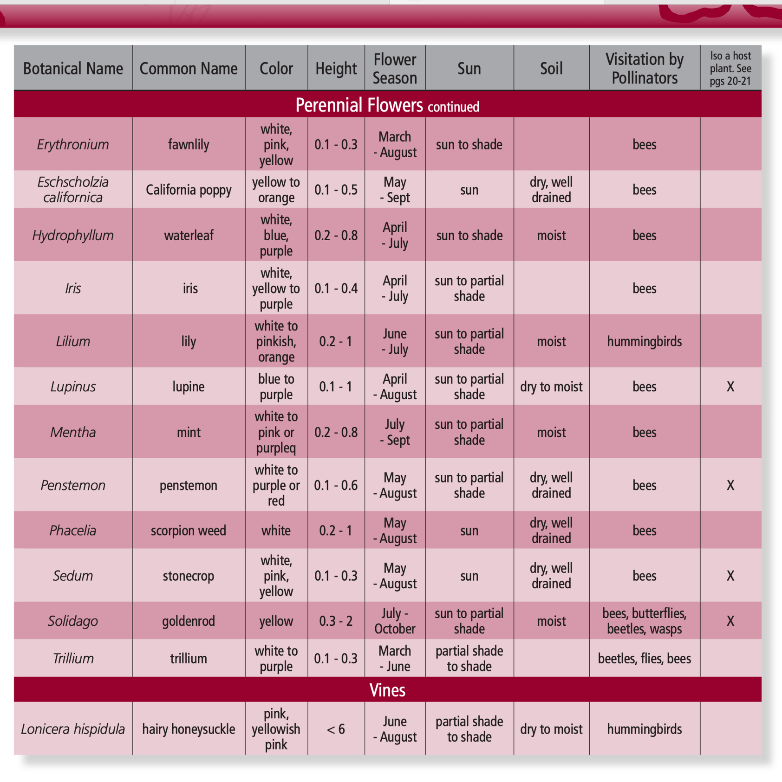 Botanical Name Common Name Color Height Flower Season Sun Soil Visitation by Pollinators lso a host plant. See pgs 20-21
Perennial Flowers continued
Erythronium fawnlily white, pink, yellow 0.1 - 0.3 March - August sun to shade bees
Eschscholzia californica California poppy yellow to orange 0.1 - 0.5 May - Sept sun dry, well drained bees
Hydrophyllum waterleaf white, blue, purple 0.2 - 0.8 April - July sun to shade moist bees
Iris iris white, yellow to purple 0.1 - 0.4 April - July sun to partial shade bees
Lilium lily white to pinkish, orange 0.2 - 1 June - July sun to partial shade moist hummingbirds
Lupinus lupine blue to purple 0.1 - 1 April - August sun to partial shade dry to moist bees X
Mentha mint white to pink or purpleq 0.2 - 0.8 July - Sept sun to partial shade moist bees
Penstemon penstemon white to purple or red 0.1 - 0.6 May - August sun to partial shade dry, well drained bees X
Phacelia scorpion weed white 0.2 - 1 May - August sun dry, well drained bees
Sedum stonecrop white, pink, yellow 0.1 - 0.3 May - August sun dry, well drained bees X
Solidago goldenrod yellow 0.3 - 2 July - October sun to partial shade moist bees, butterflies, beetles, wasps X
Trillium trillium white to purple 0.1 - 0.3 March - June partial shade to shade beetles, flies, bees
Vines
Lonicera hispidula hairy honeysuckle pink, yellowish pink < 6 June - August partial shade to shade dry to moist hummingbirds